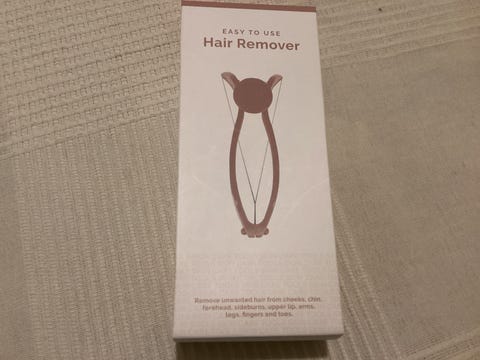 EASY TO USE
Hair Remover
Remove unwanted hair from cheeks, chin,
forehead, sideburns, upper lip, arms,
legs, fingers and toes.